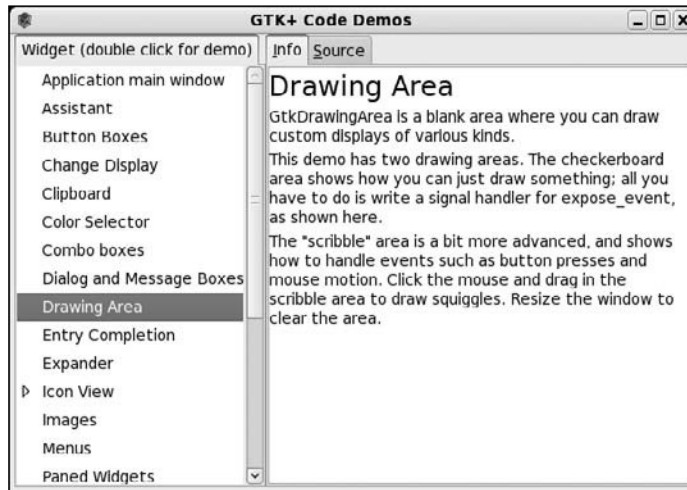 GTK+ Code Demos
Widget (double click for demo)
Application main window
Assistant
Button Boxes
Change Display
Clipboard
Color Selector
Combo boxes
Dialog and Message Boxes
Drawing Area
Entry Completion
Expander
Icon View
Images
Menus
Paned Widgets
Info Source
Drawing Area
GtkDrawingArea is a blank area where you can draw
custom displays of various kinds.
This demo has two drawing areas. The checkerboard
area shows how you can just draw something; all you
have to do is write a signal handler for expose_event,
as shown here.
The "scribble" area is a bit more advanced, and shows
how to handle events such as button presses and
mouse motion. Click the mouse and drag in the
scribble area to draw squiggles. Resize the window to
clear the area.